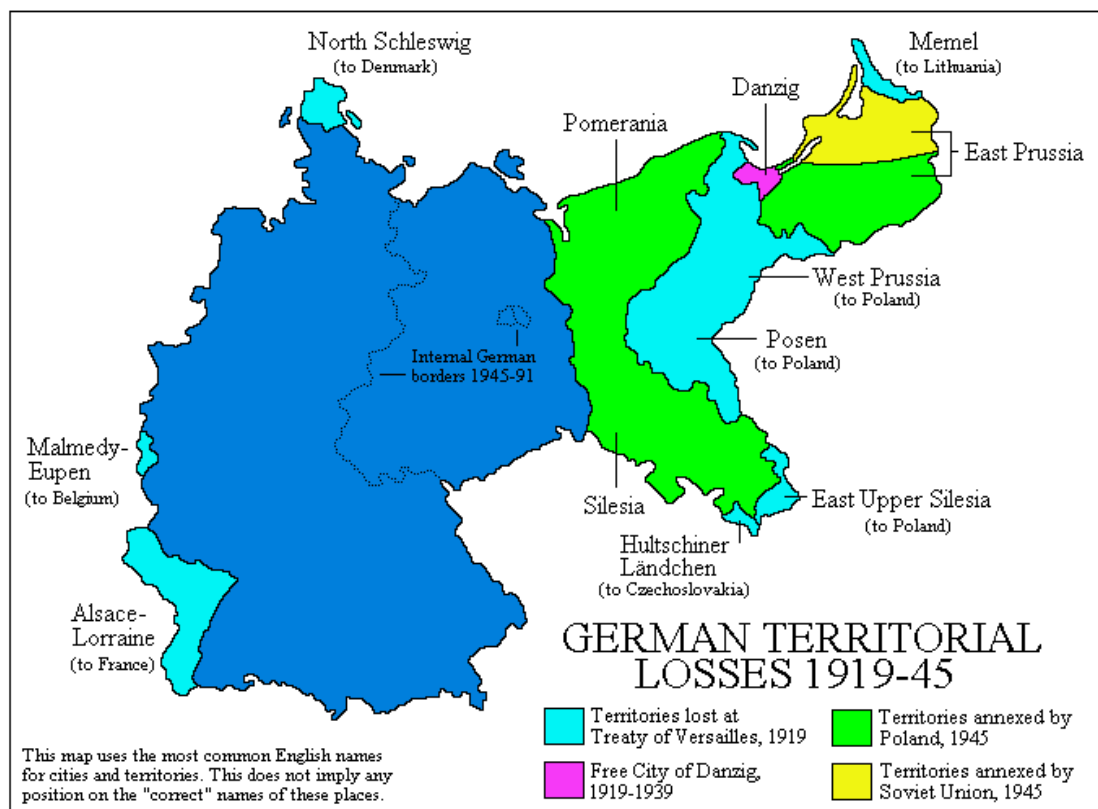 North Schleswig
(to Denmark)
Memel
(to Lithuania)
Danzig
Pomerania
East Prussia
West Prussia
(to Poland)
Posen
(to Poland)
Internal German
borders 1945-91
Malmedy-
Eupen
(to Belgium)
Silesia
East Upper Silesia
(to Poland)
Hultschiner
Ländchen
(to Czechoslovakia)
Alsace-
Lorraine
(to France)
GERMAN TERRITORIAL
LOSSES 1919-45
Territories lost at
Treaty of Versailles, 1919
Free City of Danzig,
1919-1939
Territories annexed by
Poland, 1945
Territories annexed by
Soviet Union, 1945
This map uses the most common English names
for cities and territories. This does not imply any
position on the "correct" names of these places.